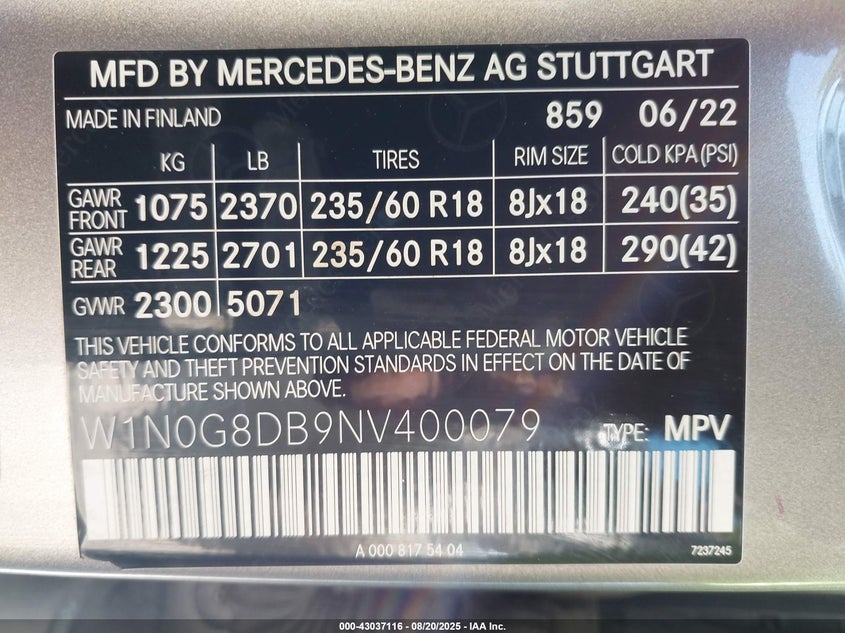 MFD BY MERCEDES-BENZ AG STUTTGART
MADE IN FINLAND 859 06/22
KG LB TIRES RIM SIZE COLD KPA(PSI)
GAWR FRONT 1075 2370 235/60 R18 8Jx18 240(35)
GAWR REAR 1225 2701 235/60 R18 8Jx18 290(42)
GVWR 2300 5071
THIS VEHICLE CONFORMS TO ALL APPLICABLE FEDERAL MOTOR VEHICLE
SAFETY AND THEFT PREVENTION STANDARDS IN EFFECT ON THE DATE OF
MANUFACTURE SHOWN ABOVE.
W1N0G8DB9NV400079 TYPE: MPV
A 000 817 54 04 7237245
000-43037116 - 08/20/2025 - IAA Inc.